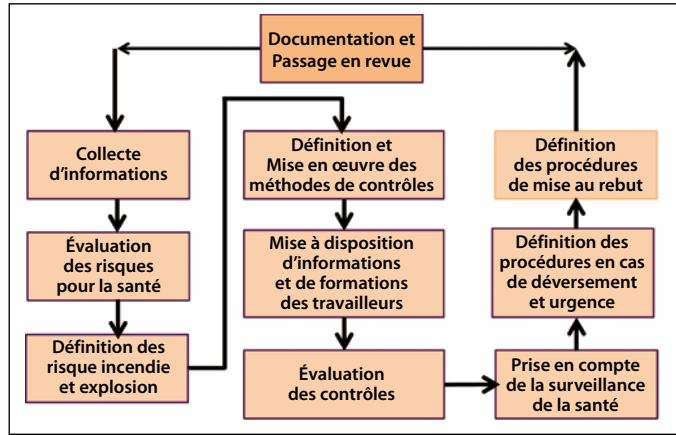 Documentation et
Passage en revue
Collecte
d'informations
Évaluation
des risques
pour la santé
Définition des
risque incendie
et explosion
Définition et
Mise en œuvre des
méthodes de contrôles
Mise à disposition
d'informations
et de formations
des travailleurs
Évaluation
des contrôles
Prise en compte
de la surveillance
de la santé
Définition des
procédures en cas
de déversement
et urgence
Définition
des procédures
de mise au rebut